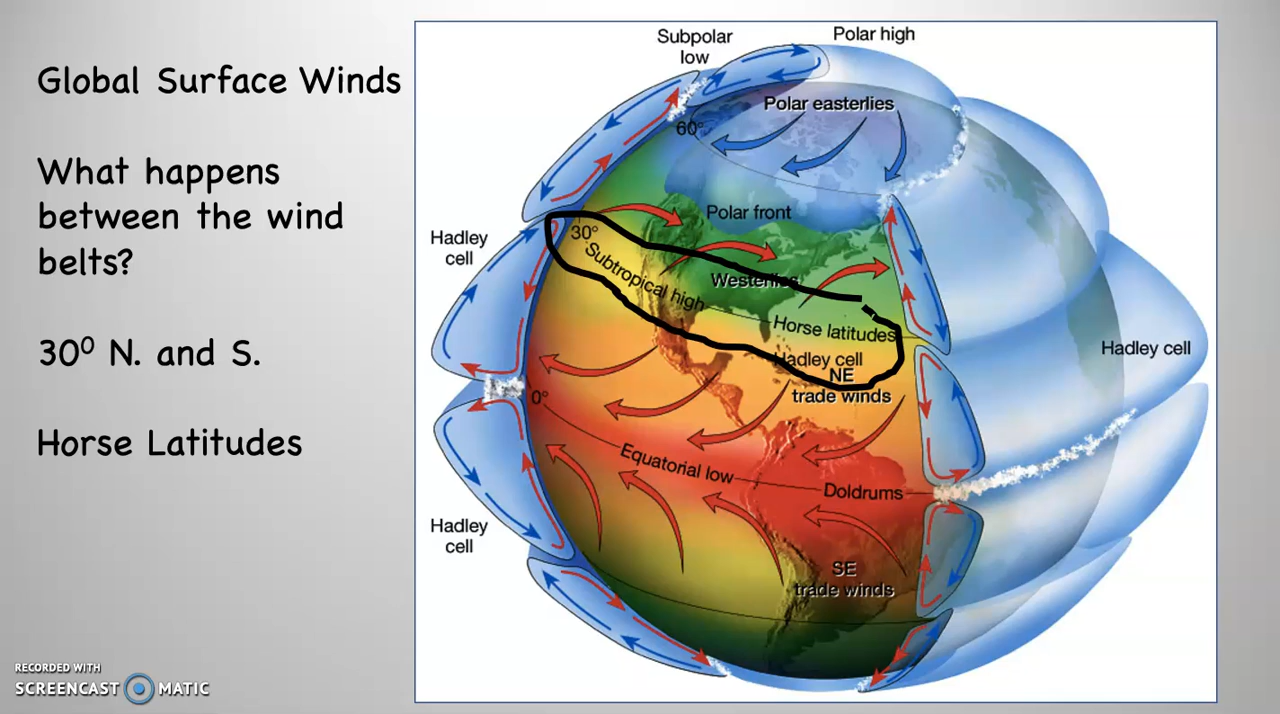 Global Surface Winds
What happens
between the wind
belts?
30⁰ N. and S.
Horse Latitudes
Subpolar
low
Polar high
Polar easterlies
60°
Polar front
30°
Hadley
cell
Subtropical high
Westerlies
Horse latitudes
Hadley cell
Hadley cell
NE
trade winds
0°
Equatorial low
Doldrums
Hadley
cell
SE
trade winds
RECORDED WITH
SCREENCAST MATIC